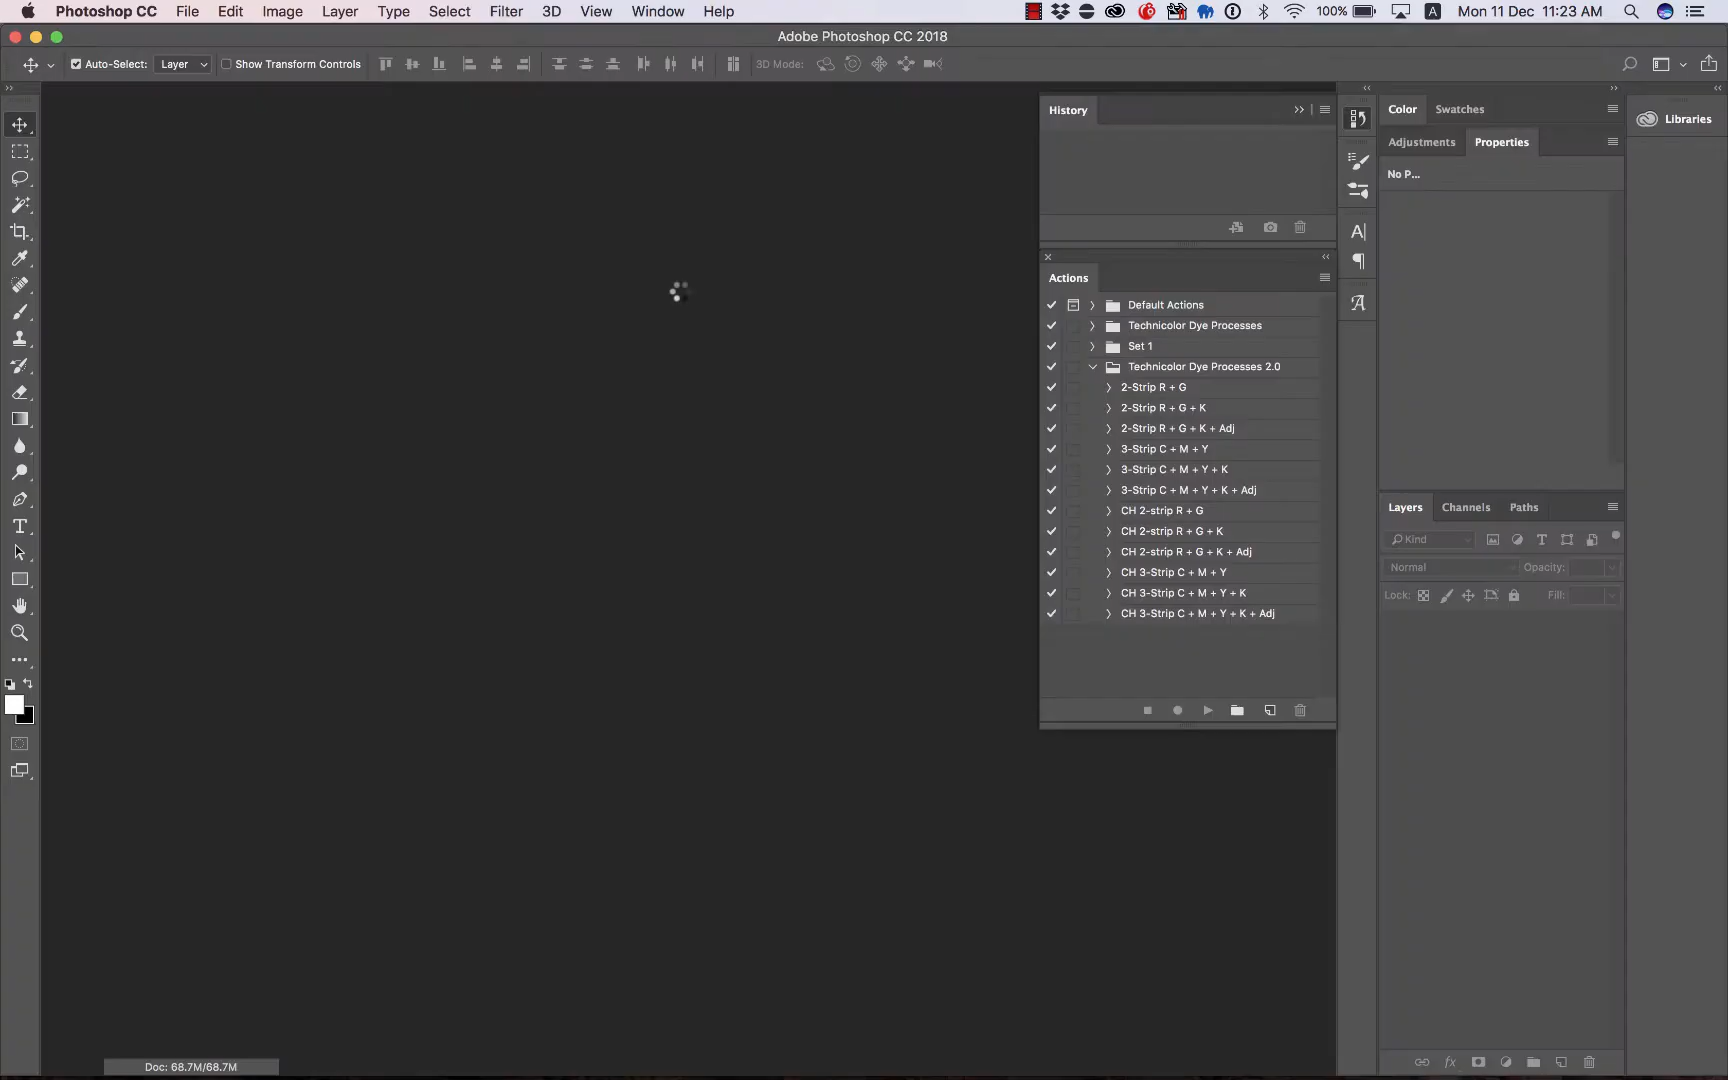 Photoshop CC File Edit Image Layer Type Select Filter 3D View Window Help 100% A Mon 11 Dec 11:23 AM
Adobe Photoshop CC 2018
Auto-Select: Layer Show Transform Controls 3D Mode:
History
Color Swatches
Libraries
Adjustments Properties
No P...
Actions
Default Actions
Technicolor Dye Processes
Set 1
Technicolor Dye Processes 2.0
2-Strip R + G
2-Strip R + G + K
2-Strip R + G + K + Adj
3-Strip C + M + Y
3-Strip C + M + Y + K
3-Strip C + M + Y + K + Adj
CH 2-strip R + G
CH 2-strip R + G + K
CH 2-strip R + G + K + Adj
CH 3-Strip C + M + Y
CH 3-Strip C + M + Y + K
CH 3-Strip C + M + Y + K + Adj
Layers Channels Paths
Kind
Normal Opacity:
Lock: Fill:
Doc: 68.7M/68.7M